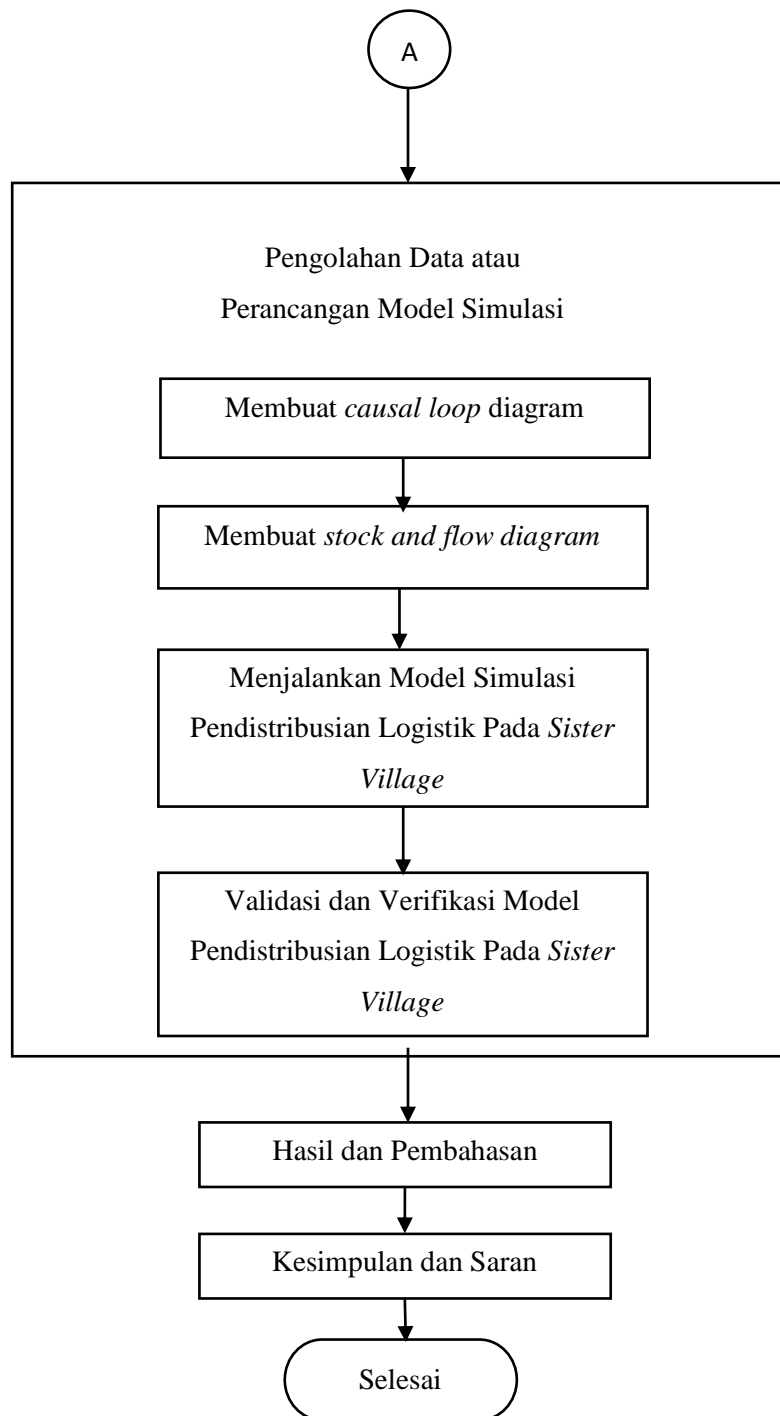 A
Pengolahan Data atau
Perancangan Model Simulasi
Membuat causal loop diagram
Membuat stock and flow diagram
Menjalankan Model Simulasi
Pendistribusian Logistik Pada Sister
Village
Validasi dan Verifikasi Model
Pendistribusian Logistik Pada Sister
Village
Hasil dan Pembahasan
Kesimpulan dan Saran
Selesai